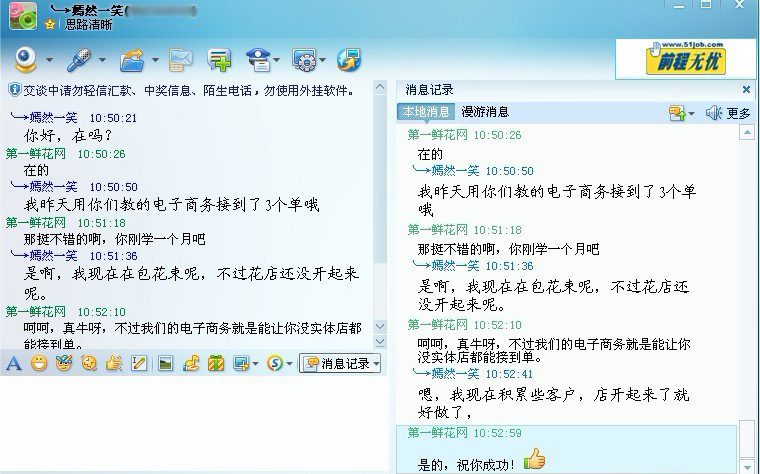 嫣然一笑(
思路清晰
www.51job.com
前程无忧
交谈中请勿轻信汇款、中奖信息、陌生电话，勿使用外挂软件。
嫣然一笑 10:50:21
你好，在吗？
第一鲜花网 10:50:26
在的
嫣然一笑 10:50:50
我昨天用你们教的电子商务接到了3个单哦
第一鲜花网 10:51:18
那挺不错的啊，你刚学一个月吧
嫣然一笑 10:51:36
是啊，我现在在包花束呢，不过花店还没开起来
呢。
第一鲜花网 10:52:10
呵呵，真牛呀，不过我们的电子商务就是能让你没实体店都
能接到单。
消息记录
消息记录
本地消息 漫游消息 更多
第一鲜花网 10:50:26
在的
嫣然一笑 10:50:50
我昨天用你们教的电子商务接到了3个单
哦
第一鲜花网 10:51:18
那挺不错的啊，你刚学一个月吧
嫣然一笑 10:51:36
是啊，我现在在包花束呢，不过花店还
没开起来呢。
第一鲜花网 10:52:10
呵呵，真牛呀，不过我们的电子商务就是能让你
没实体店都能接到单。
嫣然一笑 10:52:41
嗯，我现在积累些客户，店开起来了就
好做了，
第一鲜花网 10:52:59
是的，祝你成功！